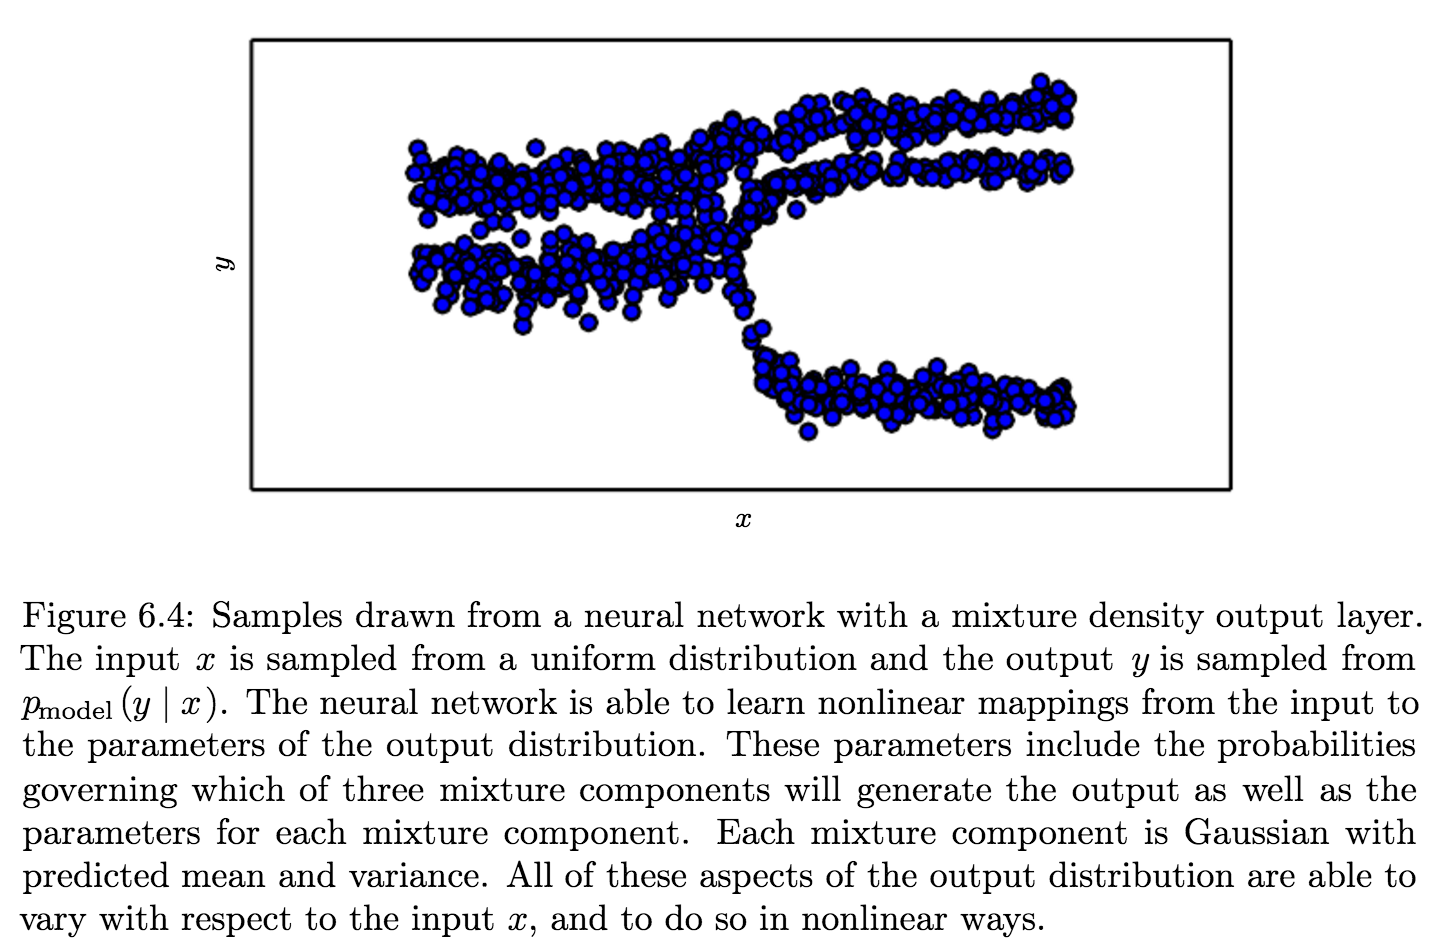 y
x
Figure 6.4: Samples drawn from a neural network with a mixture density output layer.
The input x is sampled from a uniform distribution and the output y is sampled from
pmodel(y | x). The neural network is able to learn nonlinear mappings from the input to
the parameters of the output distribution. These parameters include the probabilities
governing which of three mixture components will generate the output as well as the
parameters for each mixture component. Each mixture component is Gaussian with
predicted mean and variance. All of these aspects of the output distribution are able to
vary with respect to the input x, and to do so in nonlinear ways.